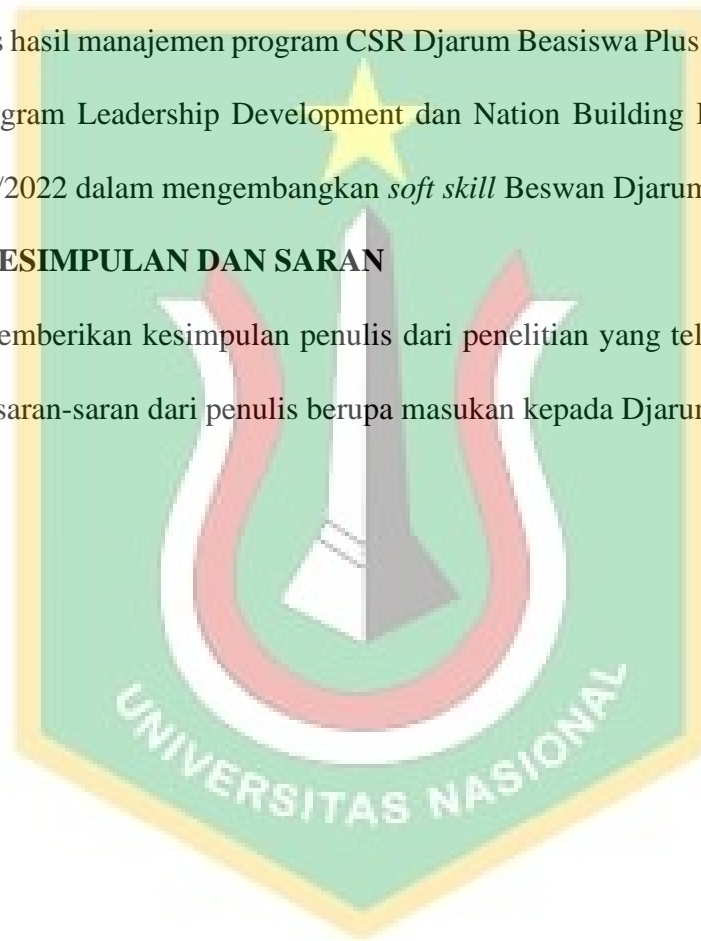 s hasil manajemen program CSR Djarum Beasiswa Plus
gram Leadership Development dan Nation Building
/2022 dalam mengembangkan soft skill Beswan Djarum
ESIMPULAN DAN SARAN
emberikan kesimpulan penulis dari penelitian yang tel
saran-saran dari penulis berupa masukan kepada Djarum
UNIVERSITAS NASIONAL